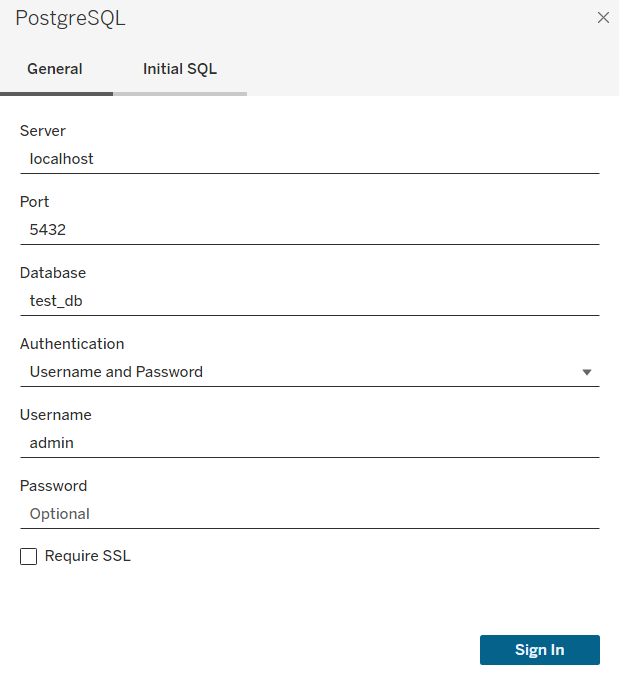 PostgreSQL
General
Initial SQL
Server
localhost
Port
5432
Database
test_db
Authentication
Username and Password
Username
admin
Password
Optional
Require SSL
Sign In